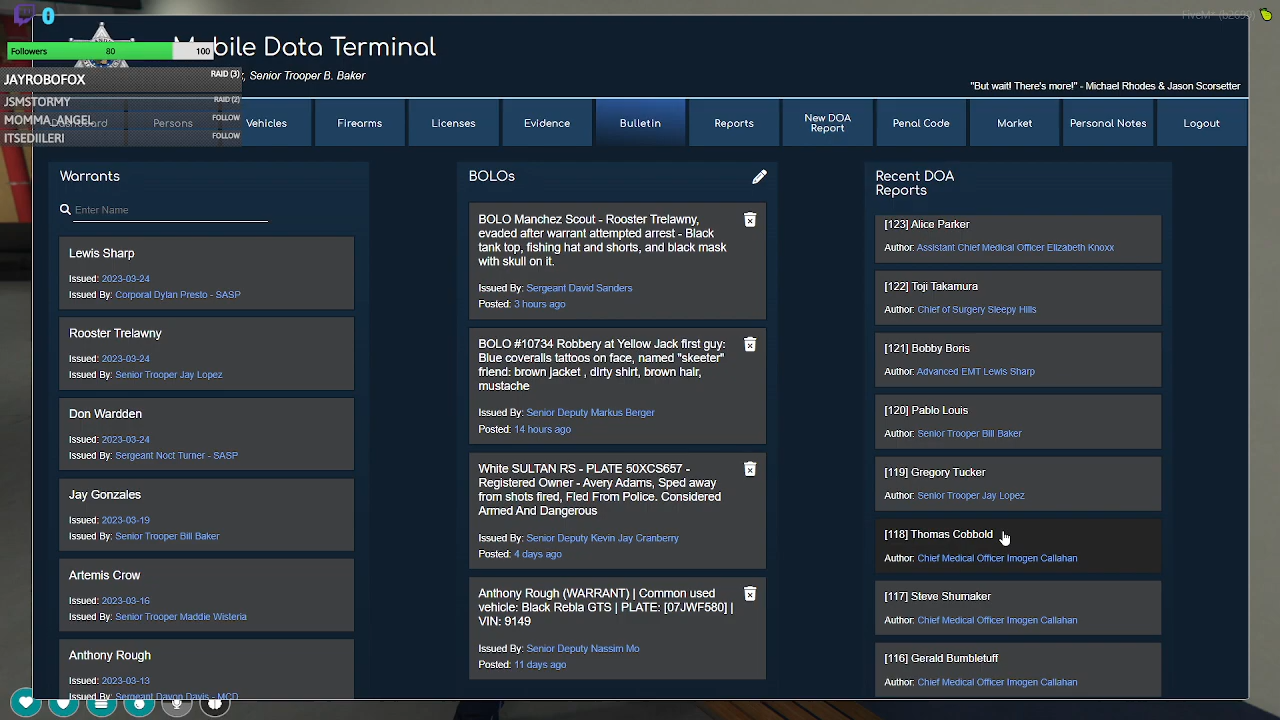 0
FiveM* (b2699)
Mobile Data Terminal
Followers 80 100
JAYROBOFOX RAID (3)
, Senior Trooper B. Baker
"But wait! There's more!" - Michael Rhodes & Jason Scorsetter
JSMSTORMY RAID (2)
MOMMA_ANGEL FOLLOW
ITSEDIILERI FOLLOW
Dashboard
Persons
Vehicles
Firearms
Licenses
Evidence
Bulletin
Reports
New DOA
Report
Penal Code
Market
Personal Notes
Logout
Warrants
Enter Name
Lewis Sharp
Issued: 2023-03-24
Issued By: Corporal Dylan Presto - SASP
Rooster Trelawny
Issued: 2023-03-24
Issued By: Senior Trooper Jay Lopez
Don Wardden
Issued: 2023-03-24
Issued By: Sergeant Noct Turner - SASP
Jay Gonzales
Issued: 2023-03-19
Issued By: Senior Trooper Bill Baker
Artemis Crow
Issued: 2023-03-16
Issued By: Senior Trooper Maddie Wisteria
Anthony Rough
Issued: 2023-03-13
Issued By: Sergeant Davon Davis - MCD
BOLOs
BOLO Manchez Scout - Rooster Trelawny,
evaded after warrant attempted arrest - Black
tank top, fishing hat and shorts, and black mask
with skull on it.
Issued By: Sergeant David Sanders
Posted: 3 hours ago
BOLO #10734 Robbery at Yellow Jack first guy:
Blue coveralls tattoos on face, named "skeeter"
friend: brown jacket , dirty shirt, brown hair,
mustache
Issued By: Senior Deputy Markus Berger
Posted: 14 hours ago
White SULTAN RS - PLATE 50XCS657 -
Registered Owner - Avery Adams, Sped away
from shots fired, Fled From Police. Considered
Armed And Dangerous
Issued By: Senior Deputy Kevin Jay Cranberry
Posted: 4 days ago
Anthony Rough (WARRANT) | Common used
vehicle: Black Rebla GTS | PLATE: [07JWF580] |
VIN: 9149
Issued By: Senior Deputy Nassim Mo
Posted: 11 days ago
Recent DOA
Reports
[123] Alice Parker
Author: Assistant Chief Medical Officer Elizabeth Knoxx
[122] Toji Takamura
Author: Chief of Surgery Sleepy Hills
[121] Bobby Boris
Author: Advanced EMT Lewis Sharp
[120] Pablo Louis
Author: Senior Trooper Bill Baker
[119] Gregory Tucker
Author: Senior Trooper Jay Lopez
[118] Thomas Cobbold
Author: Chief Medical Officer Imogen Callahan
[117] Steve Shumaker
Author: Chief Medical Officer Imogen Callahan
[116] Gerald Bumbletuff
Author: Chief Medical Officer Imogen Callahan